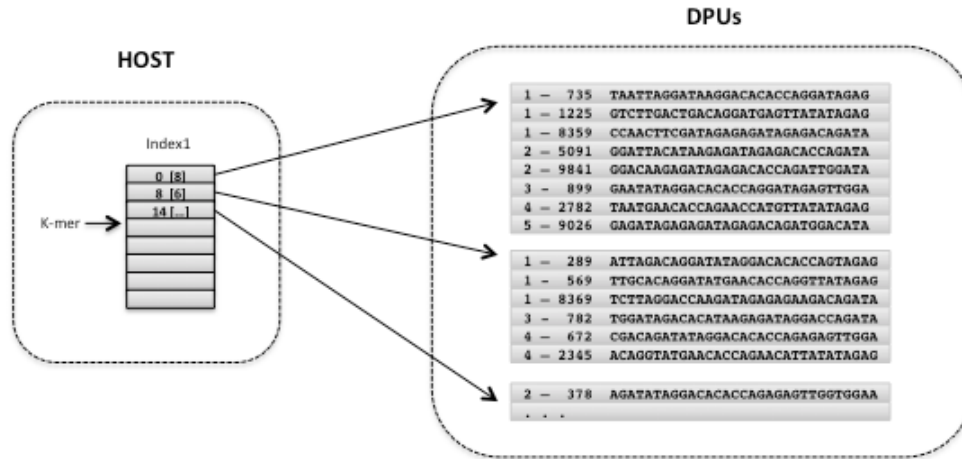 DPUs
HOST
Index1
0 [8]
8 [6]
14 [...]
K-mer
1 – 735 TAATTAGGATAAGGACACACCAGGATAGAG
1 - 1225 GTCTTGACTGACAGGATGAGTTATATAGAG
1 - 8359 CCAACTTCGATAGAGAGATAGAGACAGATA
2 - 5091 GGATTACATAAGAGATAGAGACACCAGATA
2 - 9841 GGACAAGAGATAGAGACACCAGATTGGATA
3 - 899 GAATATAGGACACACCAGGATAGAGTTGGA
4 - 2782 TAATGAACACCAGAACCATGTTATATAGAG
5 - 9026 GAGATAGAGAGATAGAGACAGATGGACATA
1 – 289 ATTAGACAGGATATAGGACACACCAGTAGAG
1 - 569 TTGCACAGGATATGAACACCAGGTTATAGAG
1 - 8369 TCTTAGGACCAAGATAGAGAGAAGACAGATA
3 - 782 TGGATAGACACATAAGAGATAGGACCAGATA
4 - 672 CGACAGATATAGGACACACCAGAGAGTTGGA
4 - 2345 ACAGGTATGAACACCAGAACATTATATAGAG
2 – 378 AGATATAGGACACACCAGAGAGTTGGTGGAA
. . .